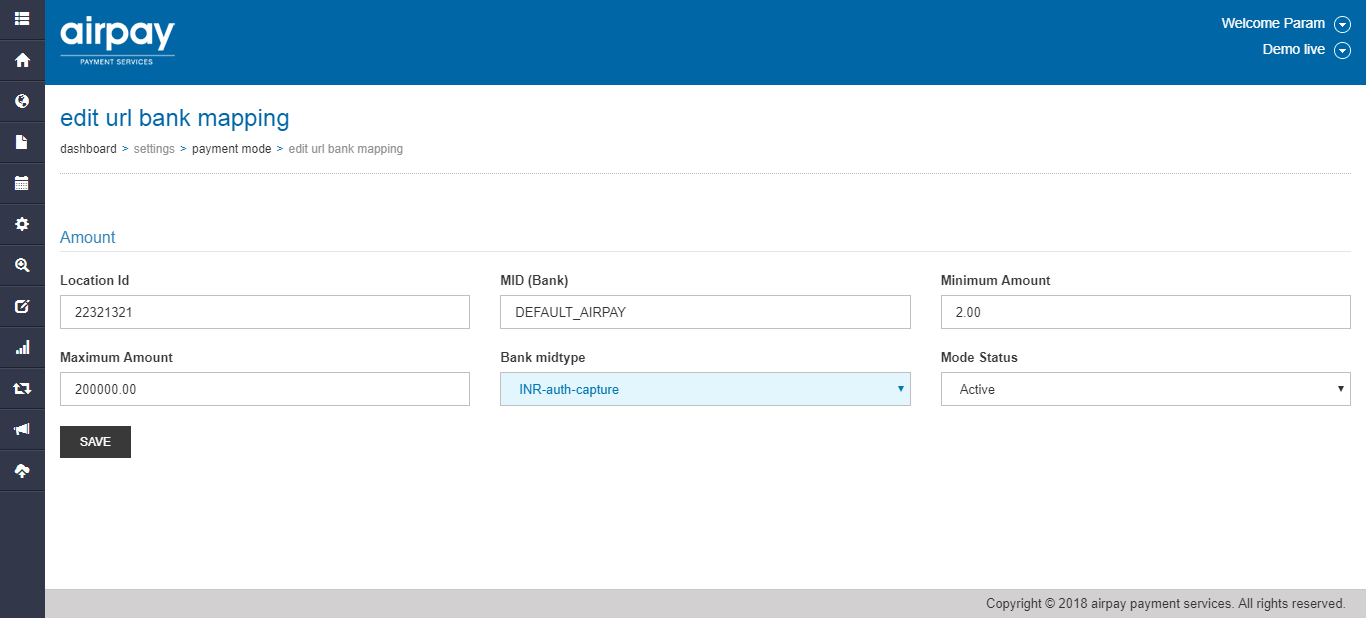 airpay
PAYMENT SERVICES
Welcome Param
Demo live
edit url bank mapping
dashboard > settings > payment mode > edit url bank mapping
Amount
Location Id MID (Bank) Minimum Amount
22321321 DEFAULT_AIRPAY 2.00
Maximum Amount Bank midtype Mode Status
200000.00 INR-auth-capture Active
SAVE
Copyright © 2018 airpay payment services. All rights reserved.